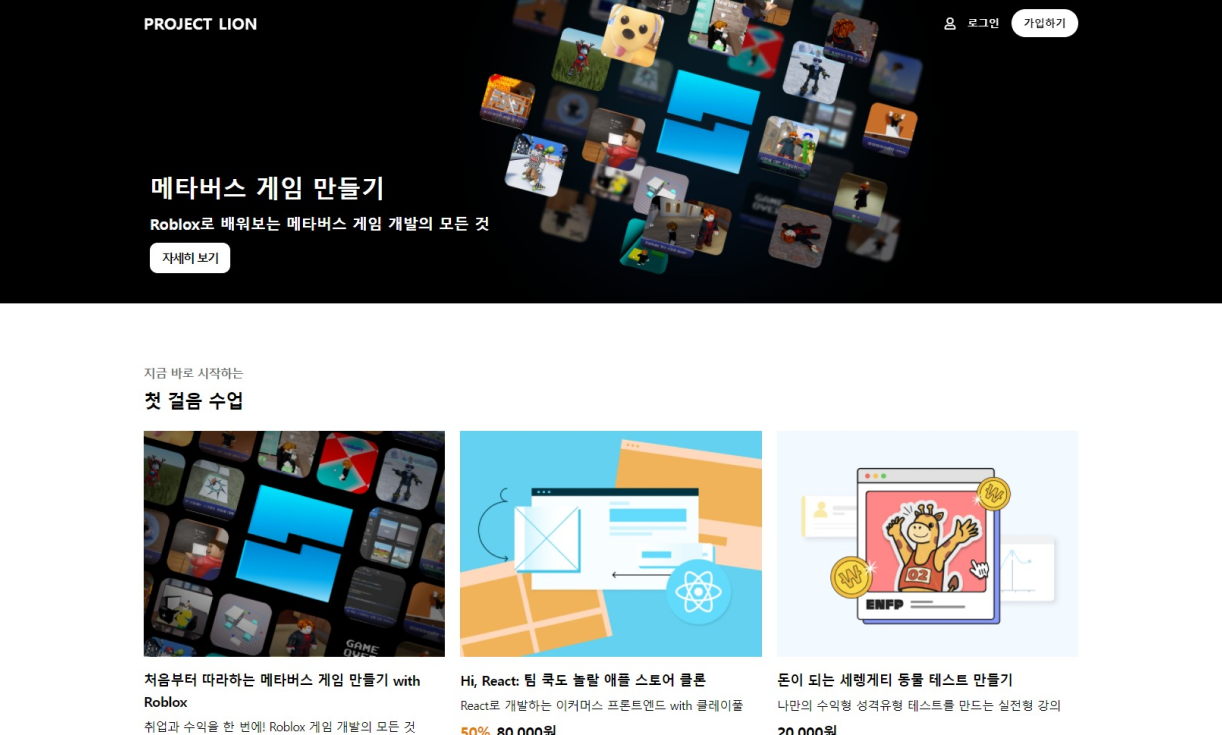 PROJECT LION
로그인
가입하기
메타버스 게임 만들기
Roblox로 배워보는 메타버스 게임 개발의 모든 것
자세히 보기
GAME
OVER
지금 바로 시작하는
첫 걸음 수업
GAME
OVER
02
ENFP
처음부터 따라하는 메타버스 게임 만들기 with
Roblox
취업과 수익을 한 번에! Roblox 게임 개발의 모든 것
Hi, React: 팀 쿡도 놀랄 애플 스토어 클론
React로 개발하는 이커머스 프론트엔드 with 클레이풀
50% 80,000원
돈이 되는 세렝게티 동물 테스트 만들기
나만의 수익형 성격유형 테스트를 만드는 실전형 강의
20,000원